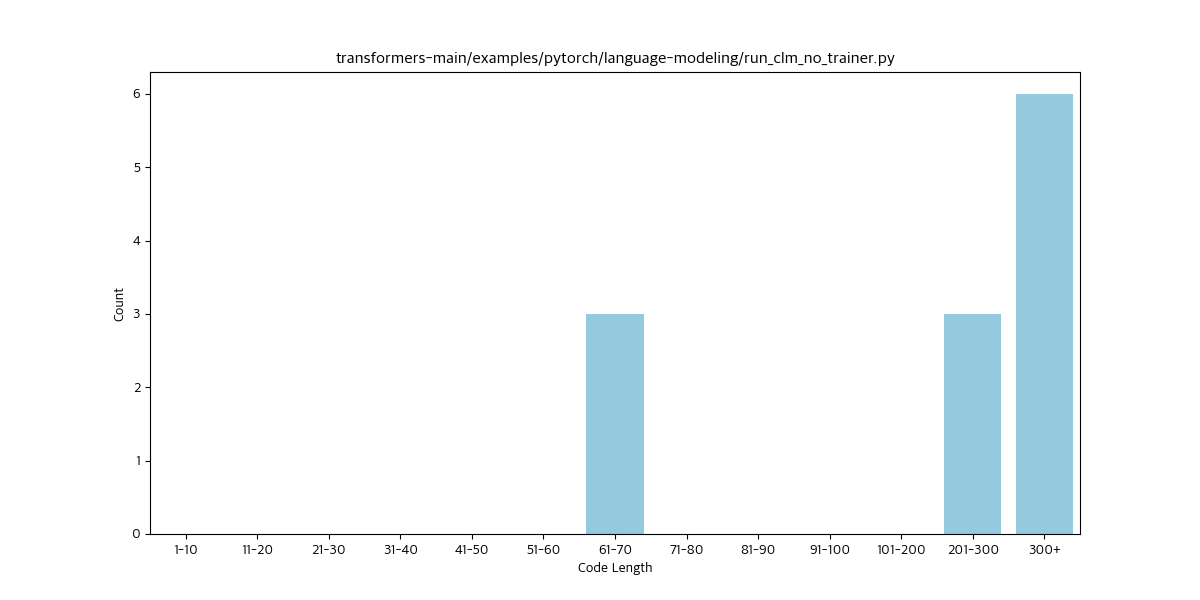 transformers-main/examples/pytorch/language-modeling/run_clm_no_trainer.py
6
5
4
3
2
1
0
Count
1-10 11-20 21-30 31-40 41-50 51-60 61-70 71-80 81-90 91-100 101-200 201-300 300+
Code Length